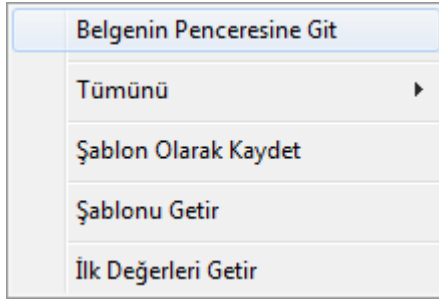 Belgenin Penceresine Git
Tümünü
Şablon Olarak Kaydet
Şablonu Getir
İlk Değerleri Getir